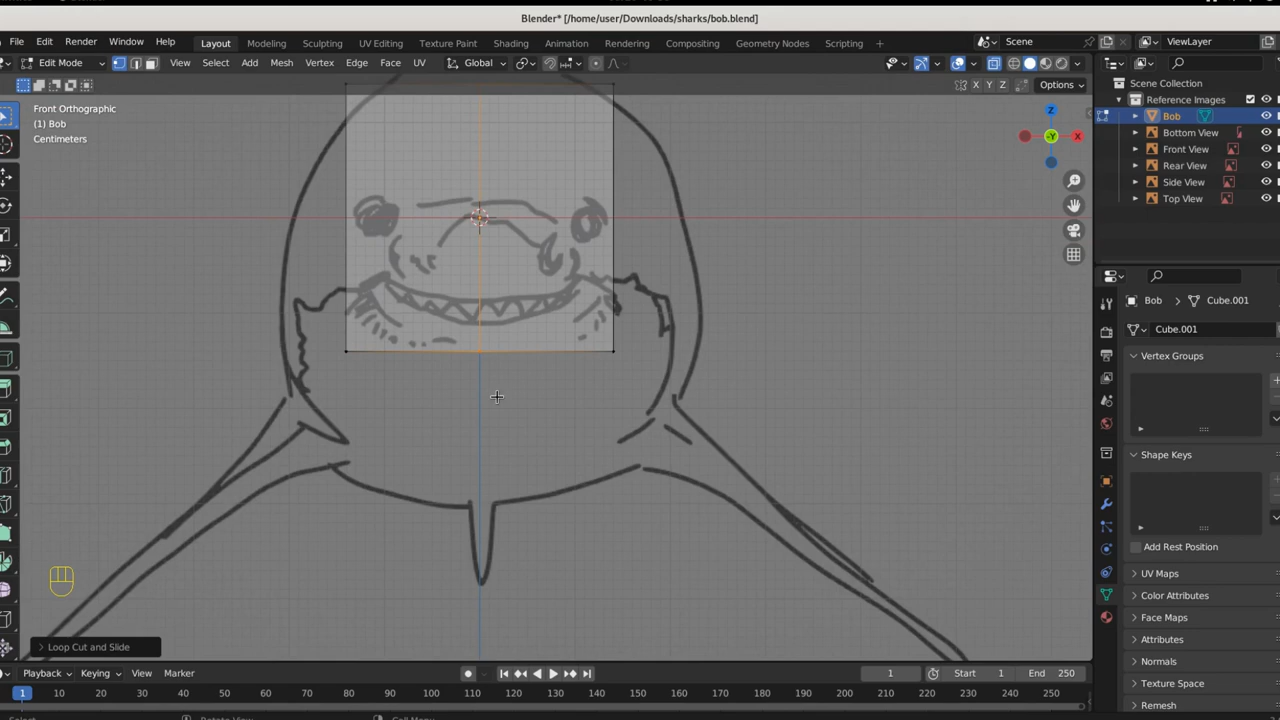 Blender* [/home/user/Downloads/sharks/bob.blend]
File Edit Render Window Help Layout Modeling Sculpting UV Editing Texture Paint Shading Animation Rendering Compositing Geometry Nodes Scripting + Scene ViewLayer
Edit Mode View Select Add Mesh Vertex Edge Face UV Global
X Y Z Options
Front Orthographic
(1) Bob
Centimeters
Z
-Y X
Loop Cut and Slide
Scene Collection
Reference Images
Bob
Bottom View
Front View
Rear View
Side View
Top View
Bob > Cube.001
Cube.001
Vertex Groups
Shape Keys
Add Rest Position
UV Maps
Color Attributes
Face Maps
Attributes
Normals
Texture Space
Remesh
Playback Keying View Marker 1 Start 1 End 250
1 10 20 30 40 50 60 70 80 90 100 110 120 130 140 150 160 170 180 190 200 210 220 230 240 250